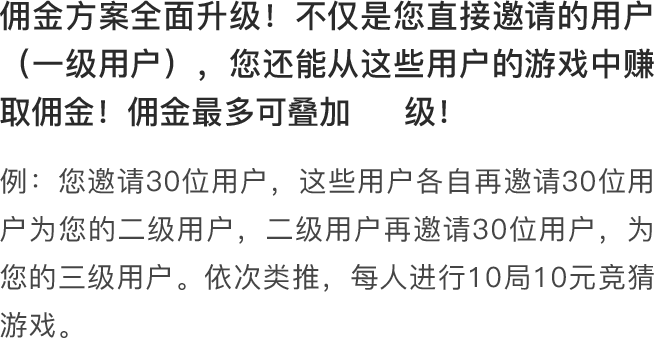 佣金方案全面升级！不仅是您直接邀请的用户
（一级用户），您还能从这些用户的游戏中赚
取佣金！佣金最多可叠加 级！
例：您邀请30位用户，这些用户各自再邀请30位用
户为您的二级用户，二级用户再邀请30位用户，为
您的三级用户。依次类推，每人进行10局10元竞猜
游戏。